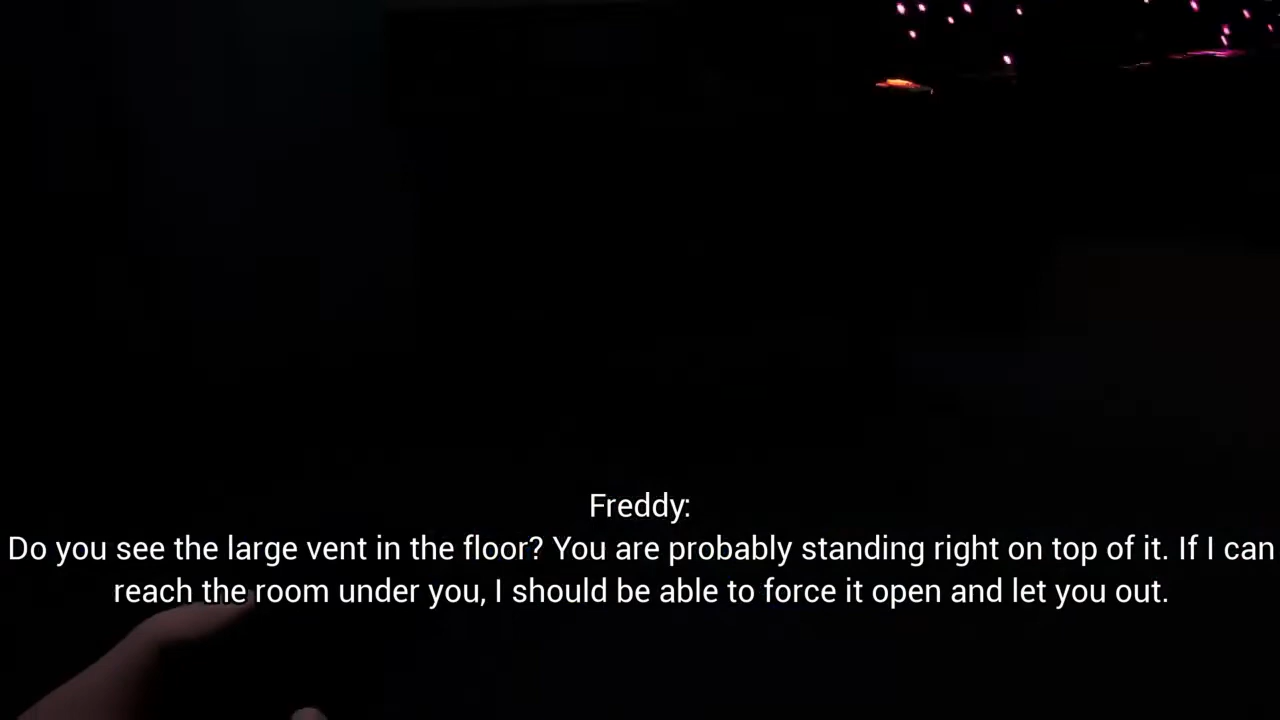 Freddy:
Do you see the large vent in the floor? You are probably standing right on top of it. If I can
reach the room under you, I should be able to force it open and let you out.